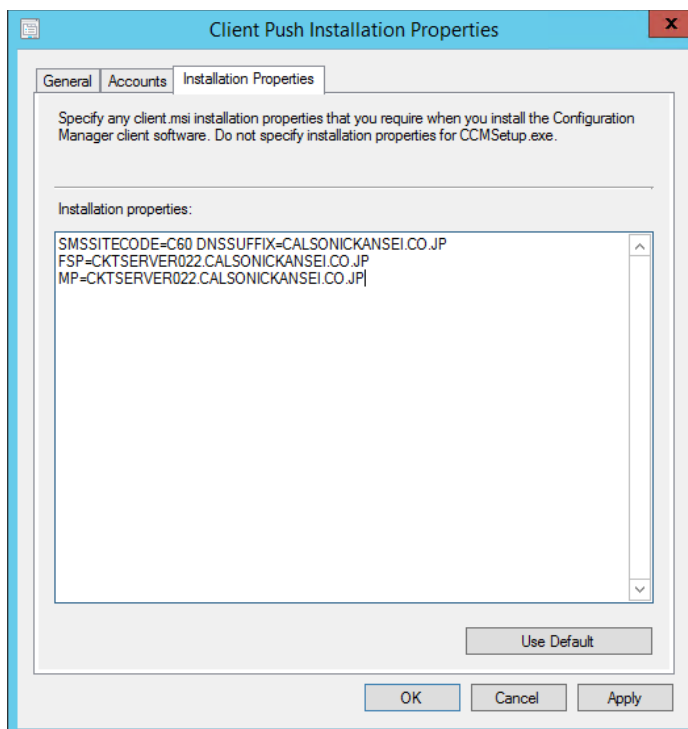 Client Push Installation Properties
x
General Accounts Installation Properties
Specify any client.msi installation properties that you require when you install the Configuration
Manager client software. Do not specify installation properties for CCMSetup.exe.
Installation properties:
SMSSITECODE=C60 DNSSUFFIX=CALSONICKANSEI.CO.JP
FSP=CKTSERVER022.CALSONICKANSEI.CO.JP
MP=CKTSERVER022.CALSONICKANSEI.CO.JP
Use Default
OK Cancel Apply